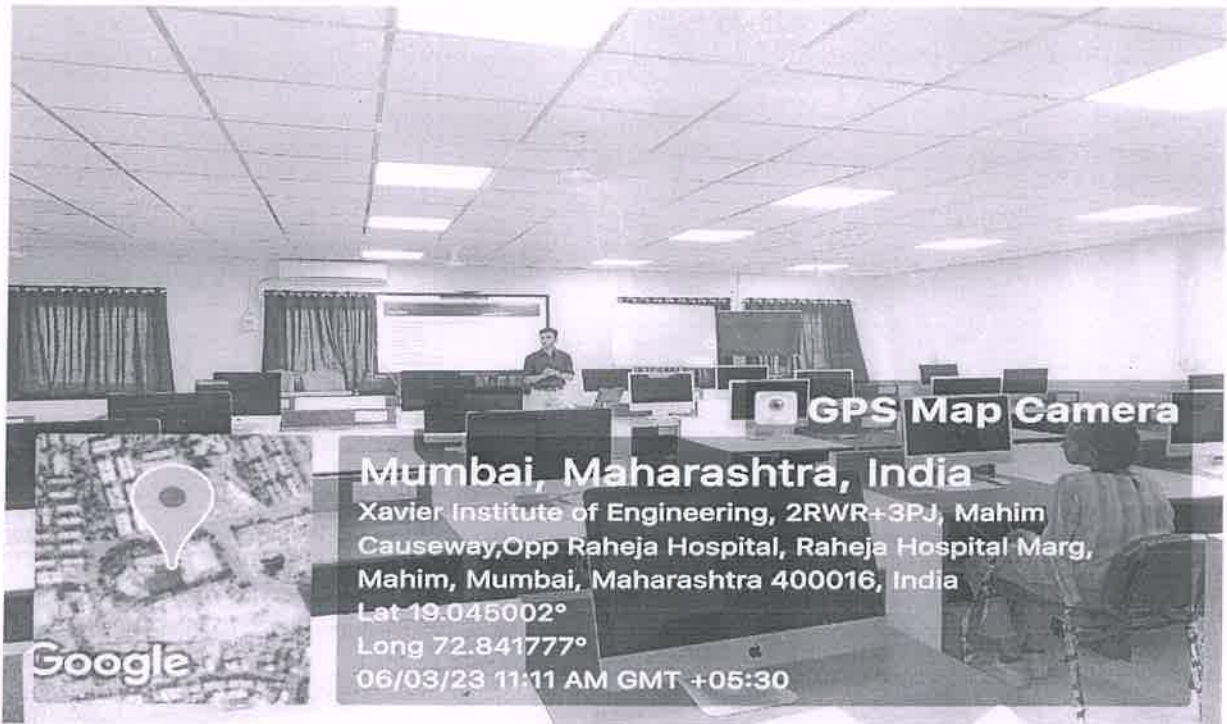 GPS Map Camera
Mumbai, Maharashtra, India
Xavier Institute of Engineering, 2RWR+3PJ, Mahim
Causeway,Opp Raheja Hospital, Raheja Hospital Marg,
Mahim, Mumbai, Maharashtra 400016, India
Lat 19.045002°
Long 72.841777°
06/03/23 11:11 AM GMT +05:30
Google